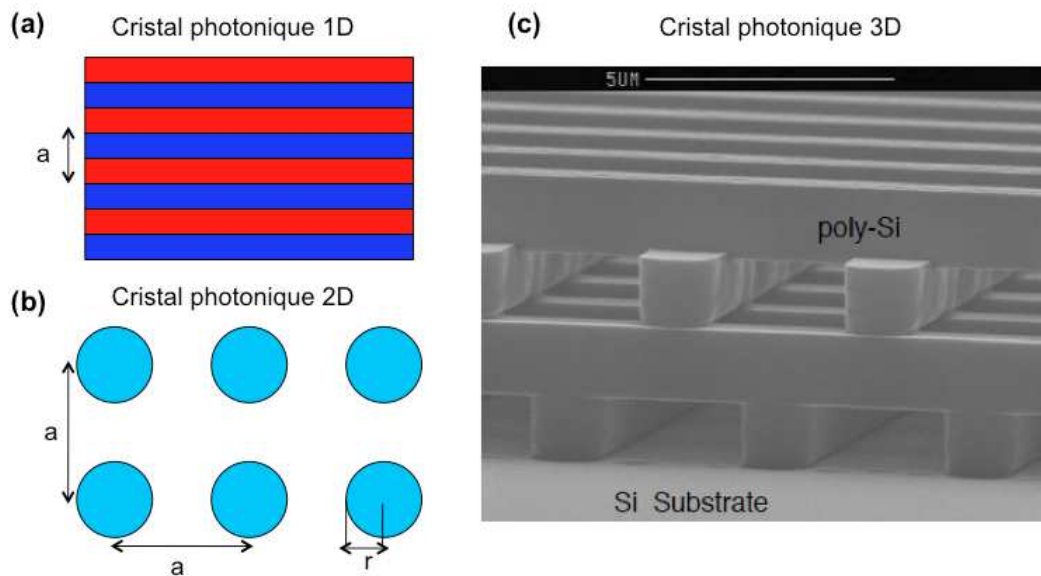 (a) Cristal photonique 1D
a
(b) Cristal photonique 2D
a
a
r
(c) Cristal photonique 3D
5UM
poly-Si
Si Substrate